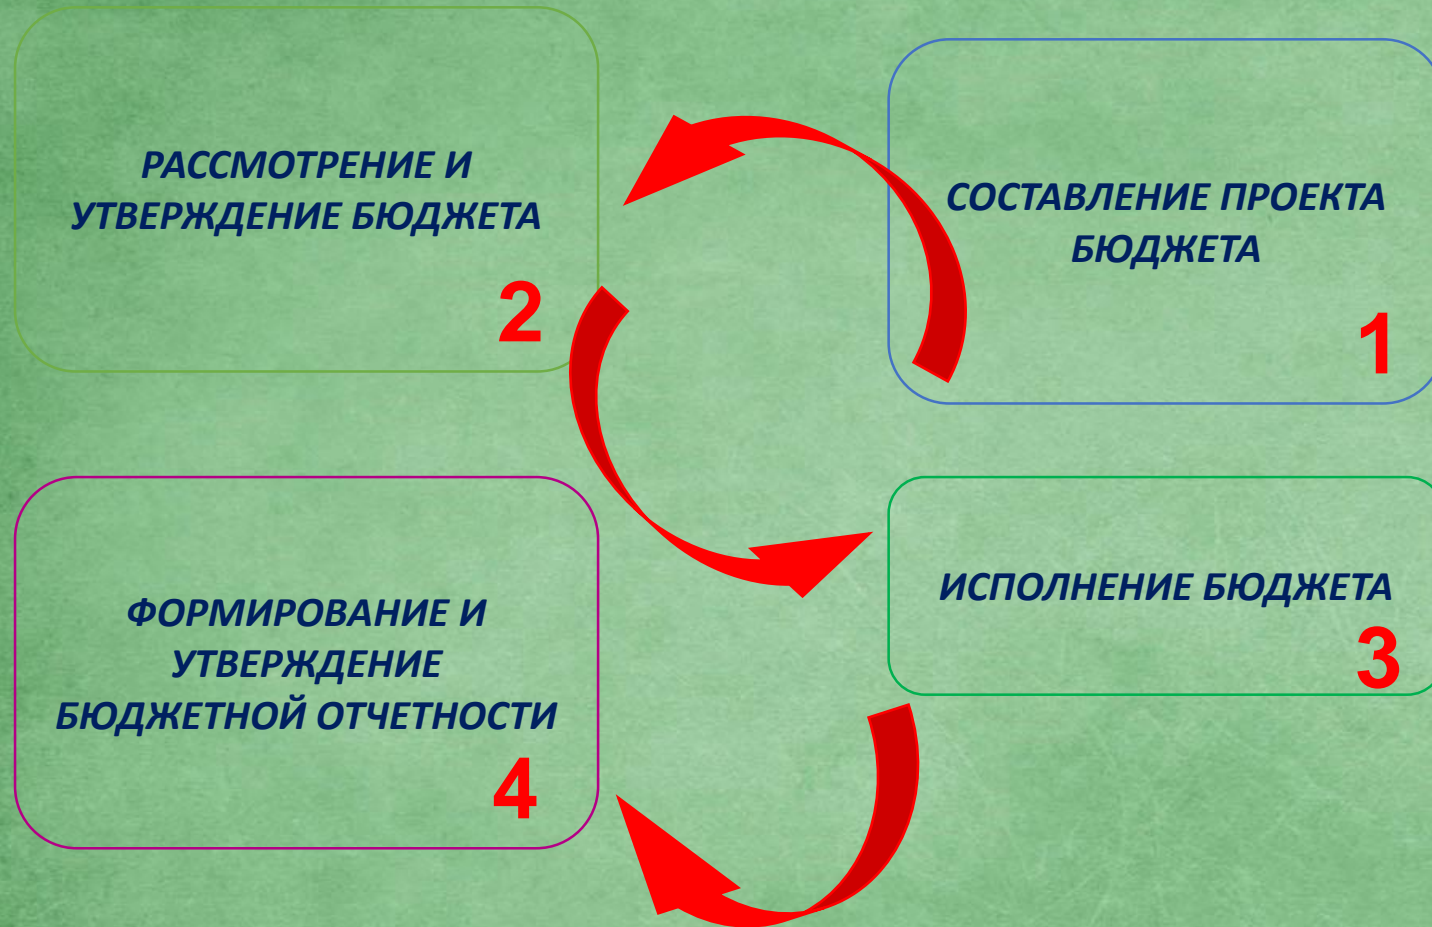 РАССМОТРЕНИЕ И
УТВЕРЖДЕНИЕ БЮДЖЕТА
2
СОСТАВЛЕНИЕ ПРОЕКТА
БЮДЖЕТА
1
ФОРМИРОВАНИЕ И
УТВЕРЖДЕНИЕ
БЮДЖЕТНОЙ ОТЧЕТНОСТИ
4
ИСПОЛНЕНИЕ БЮДЖЕТА
3